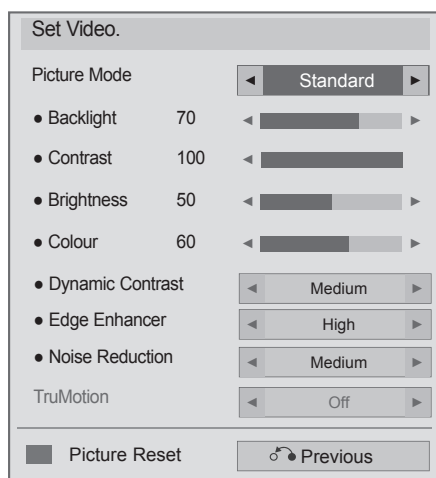 Set Video.
Picture Mode ◄ Standard ►
● Backlight 70 ◄ ►
● Contrast 100 ◄
● Brightness 50 ◄ ►
● Colour 60 ◄ ►
● Dynamic Contrast ◄ Medium ►
● Edge Enhancer ◄ High ►
● Noise Reduction ◄ Medium ►
TruMotion ◄ Off ►
Picture Reset Previous